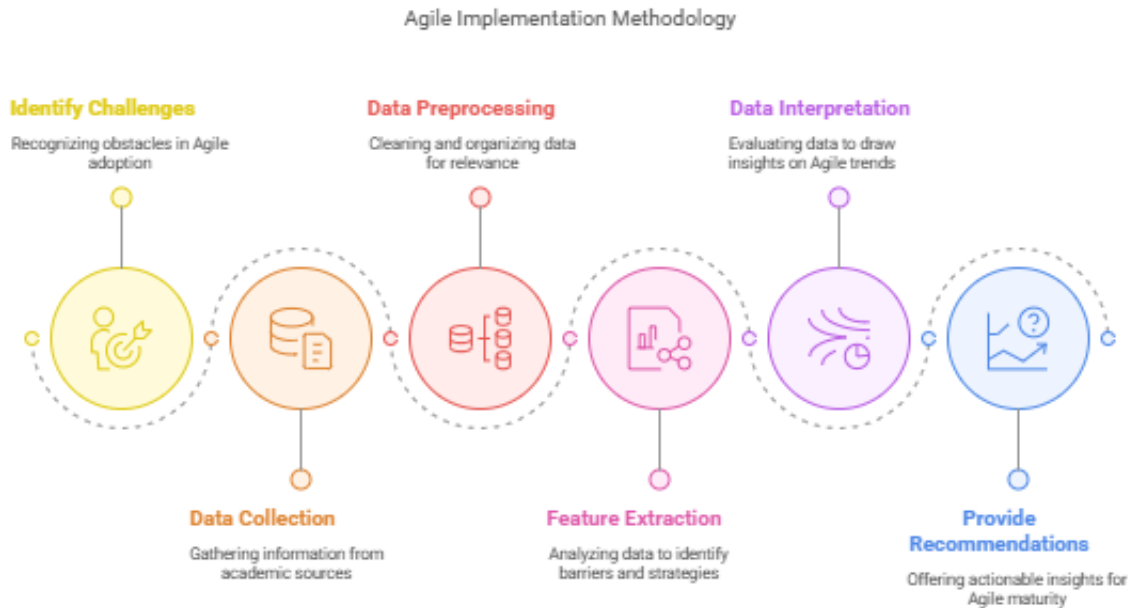 Agile Implementation Methodology
Identify Challenges
Recognizing obstacles in Agile
adoption
Data Collection
Gathering information from
academic sources
Data Preprocessing
Cleaning and organizing data
for relevance
Feature Extraction
Analyzing data to identify
barriers and strategies
Data Interpretation
Evaluating data to draw
insights on Agile trends
Provide
Recommendations
Offering actionable insights for
Agile maturity
?